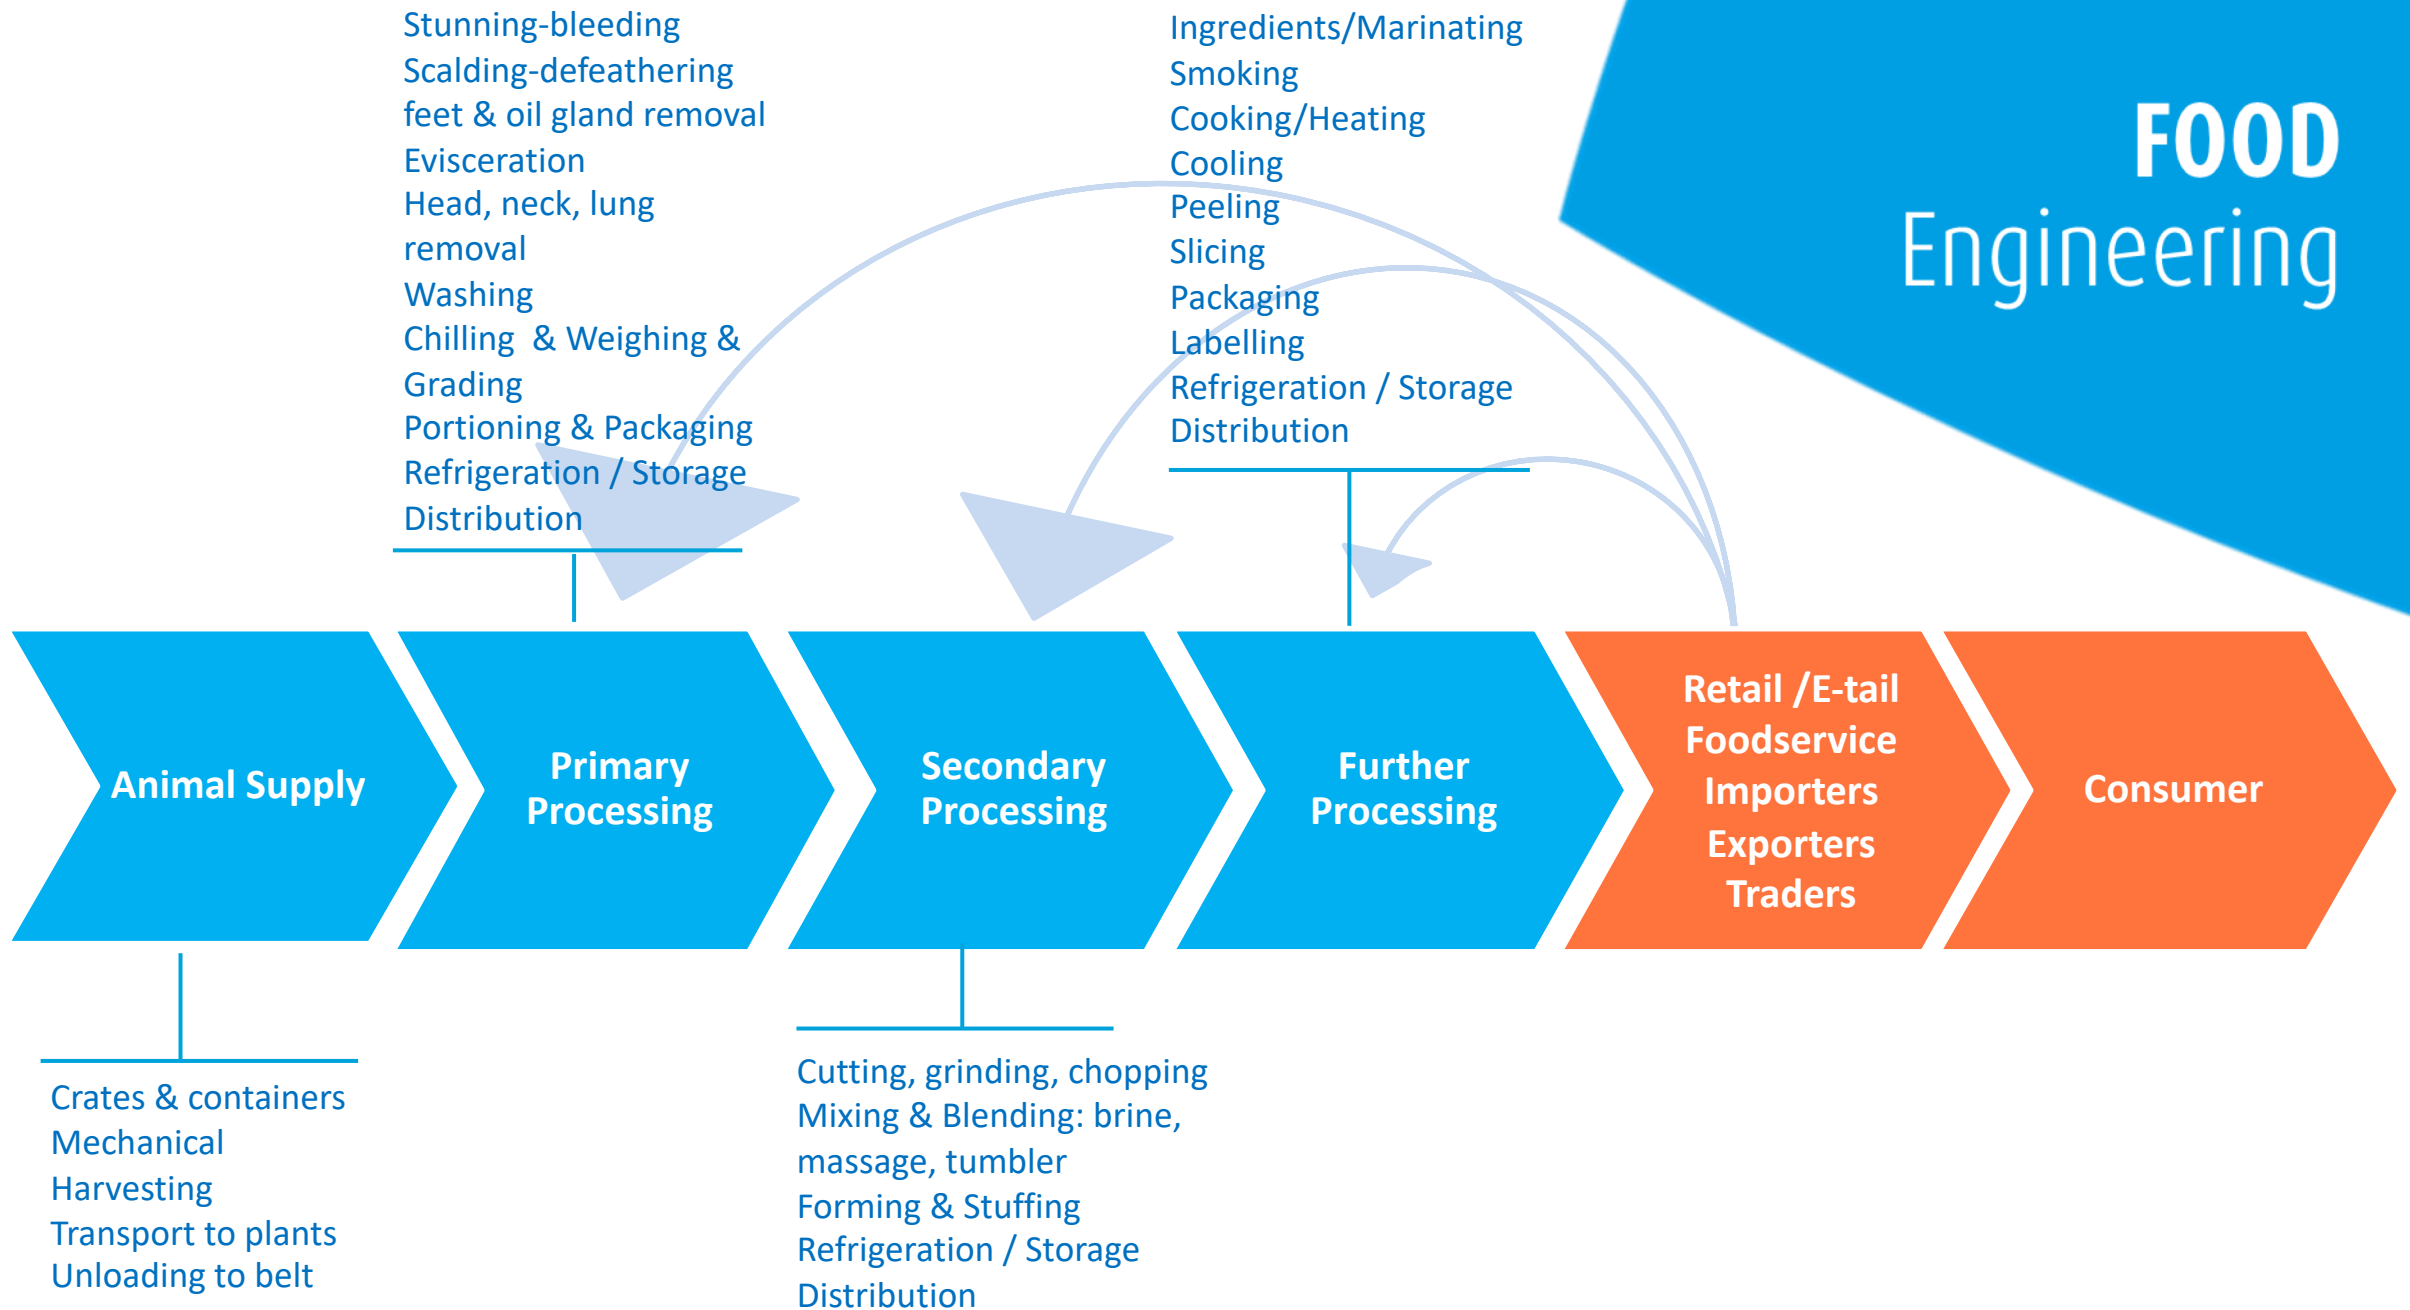 Stunning-bleeding
Scalding-defeathering
feet & oil gland removal
Evisceration
Head, neck, lung
removal
Washing
Chilling  & Weighing &
Grading
Portioning & Packaging
Refrigeration / Storage
Distribution
Ingredients/Marinating
Smoking
Cooking/Heating
Cooling
Peeling
Slicing
Packaging
Labelling
Refrigeration / Storage
Distribution
FOOD
Engineering
Animal Supply
Primary
Processing
Secondary
Processing
Further
Processing
Retail /E-tail
Foodservice
Importers
Exporters
Traders
Consumer
Crates & containers
Mechanical
Harvesting
Transport to plants
Unloading to belt
Cutting, grinding, chopping
Mixing & Blending: brine,
massage, tumbler
Forming & Stuffing
Refrigeration / Storage
Distribution